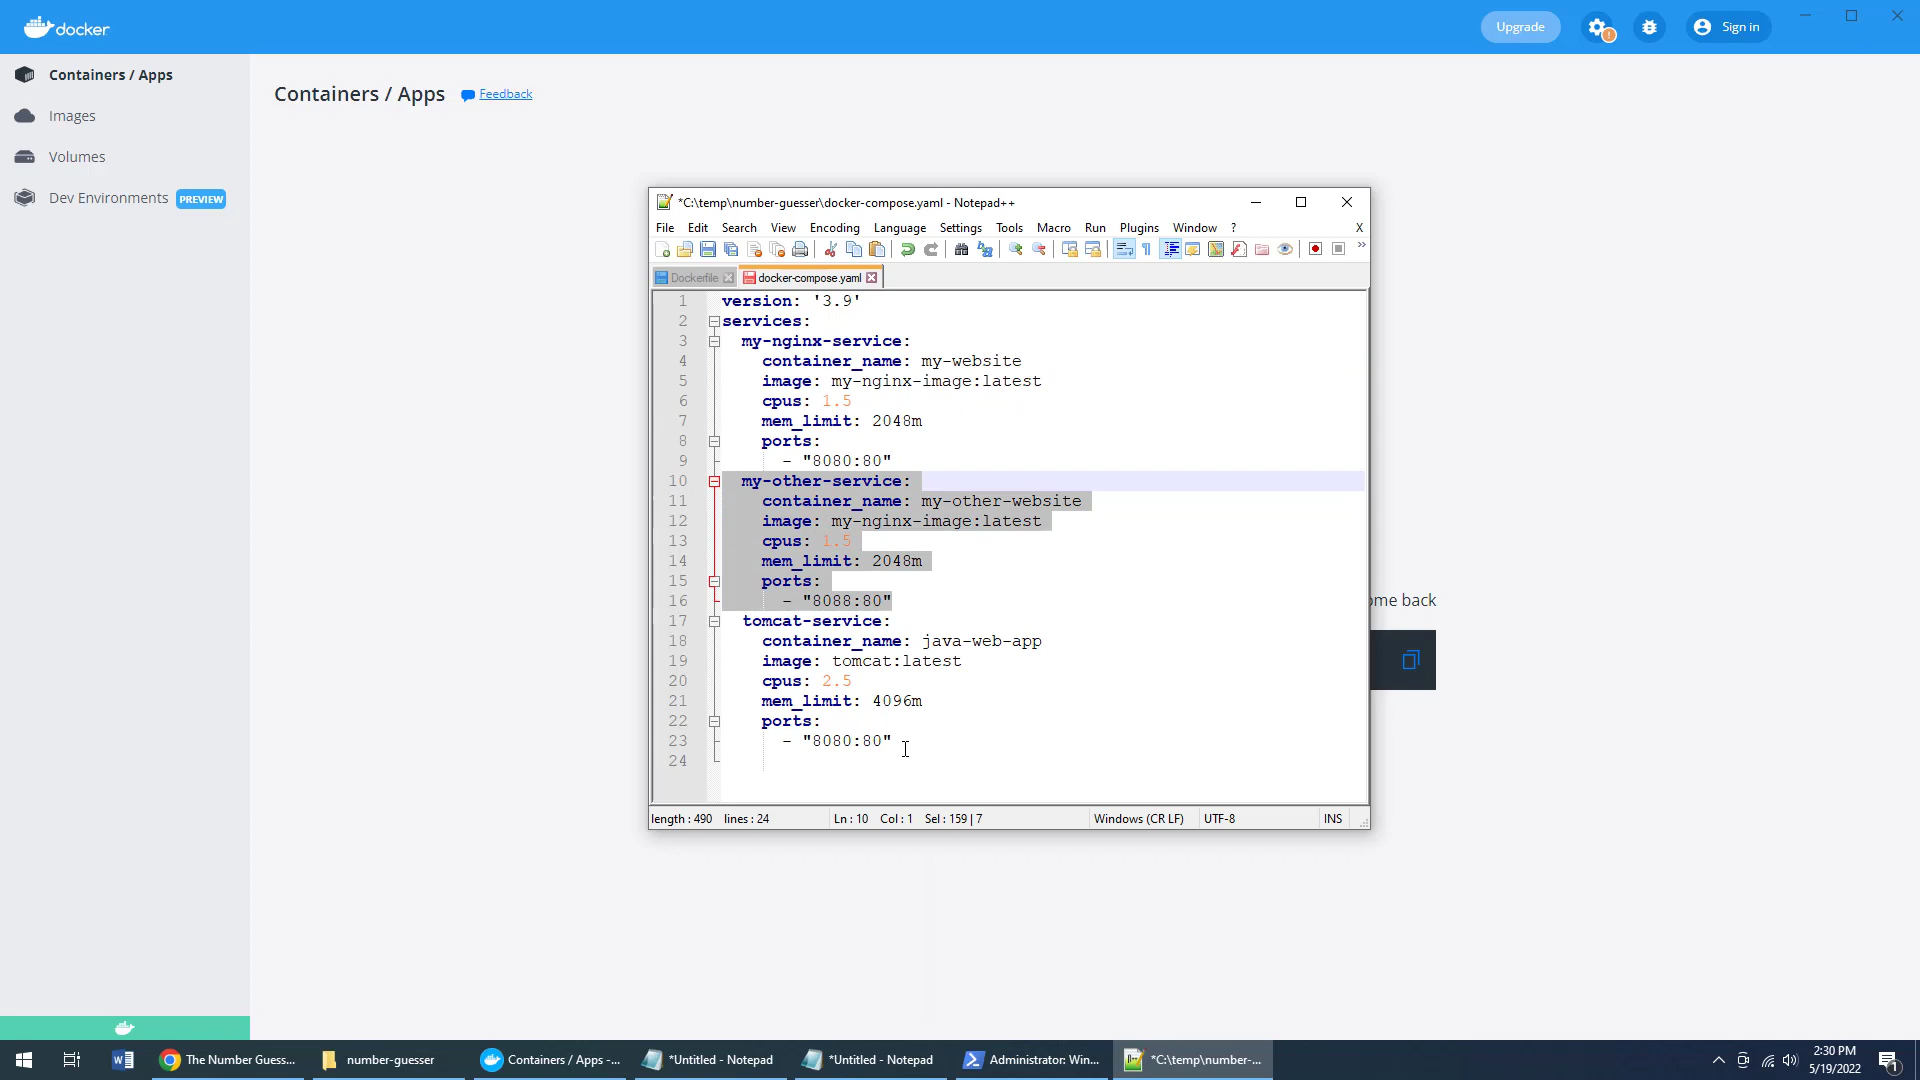 docker
Upgrade
Sign in
Containers / Apps
Images
Volumes
Dev Environments PREVIEW
Containers / Apps Feedback
*C:\temp\number-guesser\docker-compose.yaml - Notepad++
File Edit Search View Encoding Language Settings Tools Macro Run Plugins Window ? X
Dockerfile docker-compose.yaml
1 version: '3.9'
2 services:
3 my-nginx-service:
4 container_name: my-website
5 image: my-nginx-image:latest
6 cpus: 1.5
7 mem_limit: 2048m
8 ports:
9 - "8080:80"
10 my-other-service:
11 container_name: my-other-website
12 image: my-nginx-image:latest
13 cpus: 1.5
14 mem_limit: 2048m
15 ports:
16 - "8088:80"
17 tomcat-service:
18 container_name: java-web-app
19 image: tomcat:latest
20 cpus: 2.5
21 mem_limit: 4096m
22 ports:
23 - "8080:80"
24
ome back
length : 490 lines : 24 Ln : 10 Col : 1 Sel : 159 | 7 Windows (CR LF) UTF-8 INS
The Number Guess... number-guesser Containers / Apps -... *Untitled - Notepad *Untitled - Notepad Administrator: Win... *C:\temp\number-...
2:30 PM
5/19/2022
1